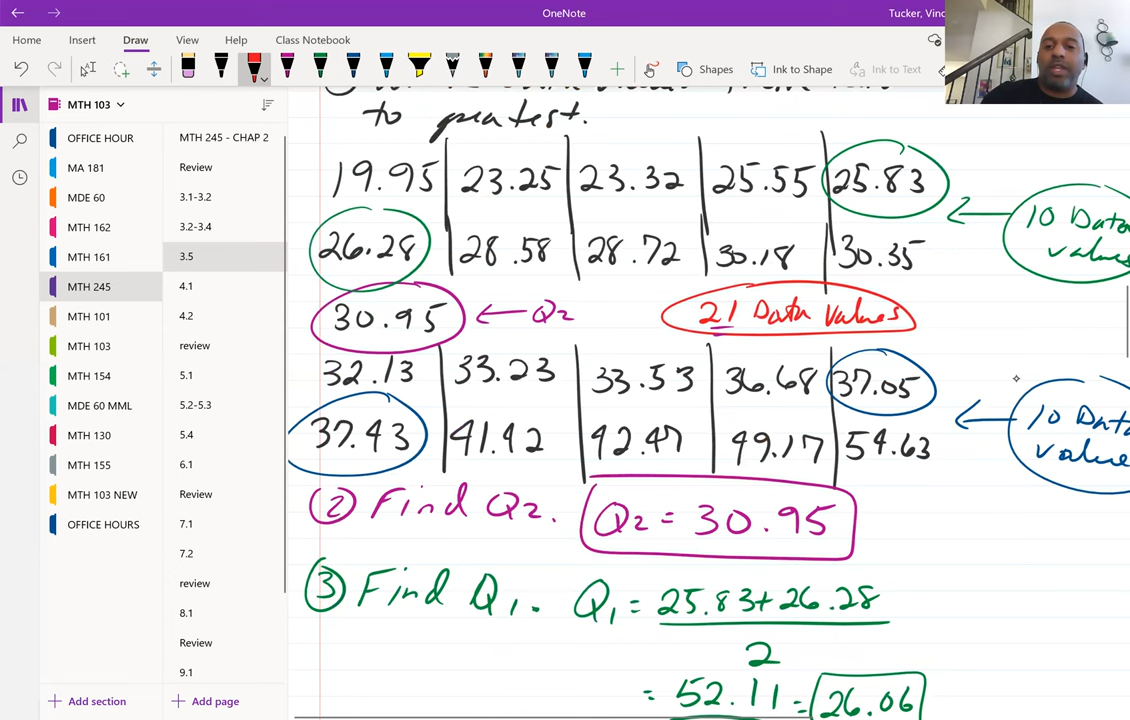 OneNote
Tucker, Vinc
Home Insert Draw View Help Class Notebook
Shapes Ink to Shape Ink to Text
MTH 103
OFFICE HOUR
MA 181
MDE 60
MTH 162
MTH 161
MTH 245
MTH 101
MTH 103
MTH 154
MDE 60 MML
MTH 130
MTH 155
MTH 103 NEW
OFFICE HOURS
Add section
MTH 245 - CHAP 2
Review
3.1-3.2
3.2-3.4
3.5
4.1
4.2
review
5.1
5.2-5.3
5.4
6.1
Review
7.1
7.2
review
8.1
Review
9.1
Add page
to greatest.
19.95 23.25 23.32 25.55 25.83
10 Data
values
26.28 28.58 28.72 30.18 30.35
30.95 ← Q2 21 Data Values
32.13 33.23 33.53 36.68 37.05
10 Data
value
37.43 41.42 42.47 49.17 54.63
② Find Q2. Q2 = 30.95
③ Find Q1. Q1 = 25.83+26.28
2
= 52.11 = 26.06